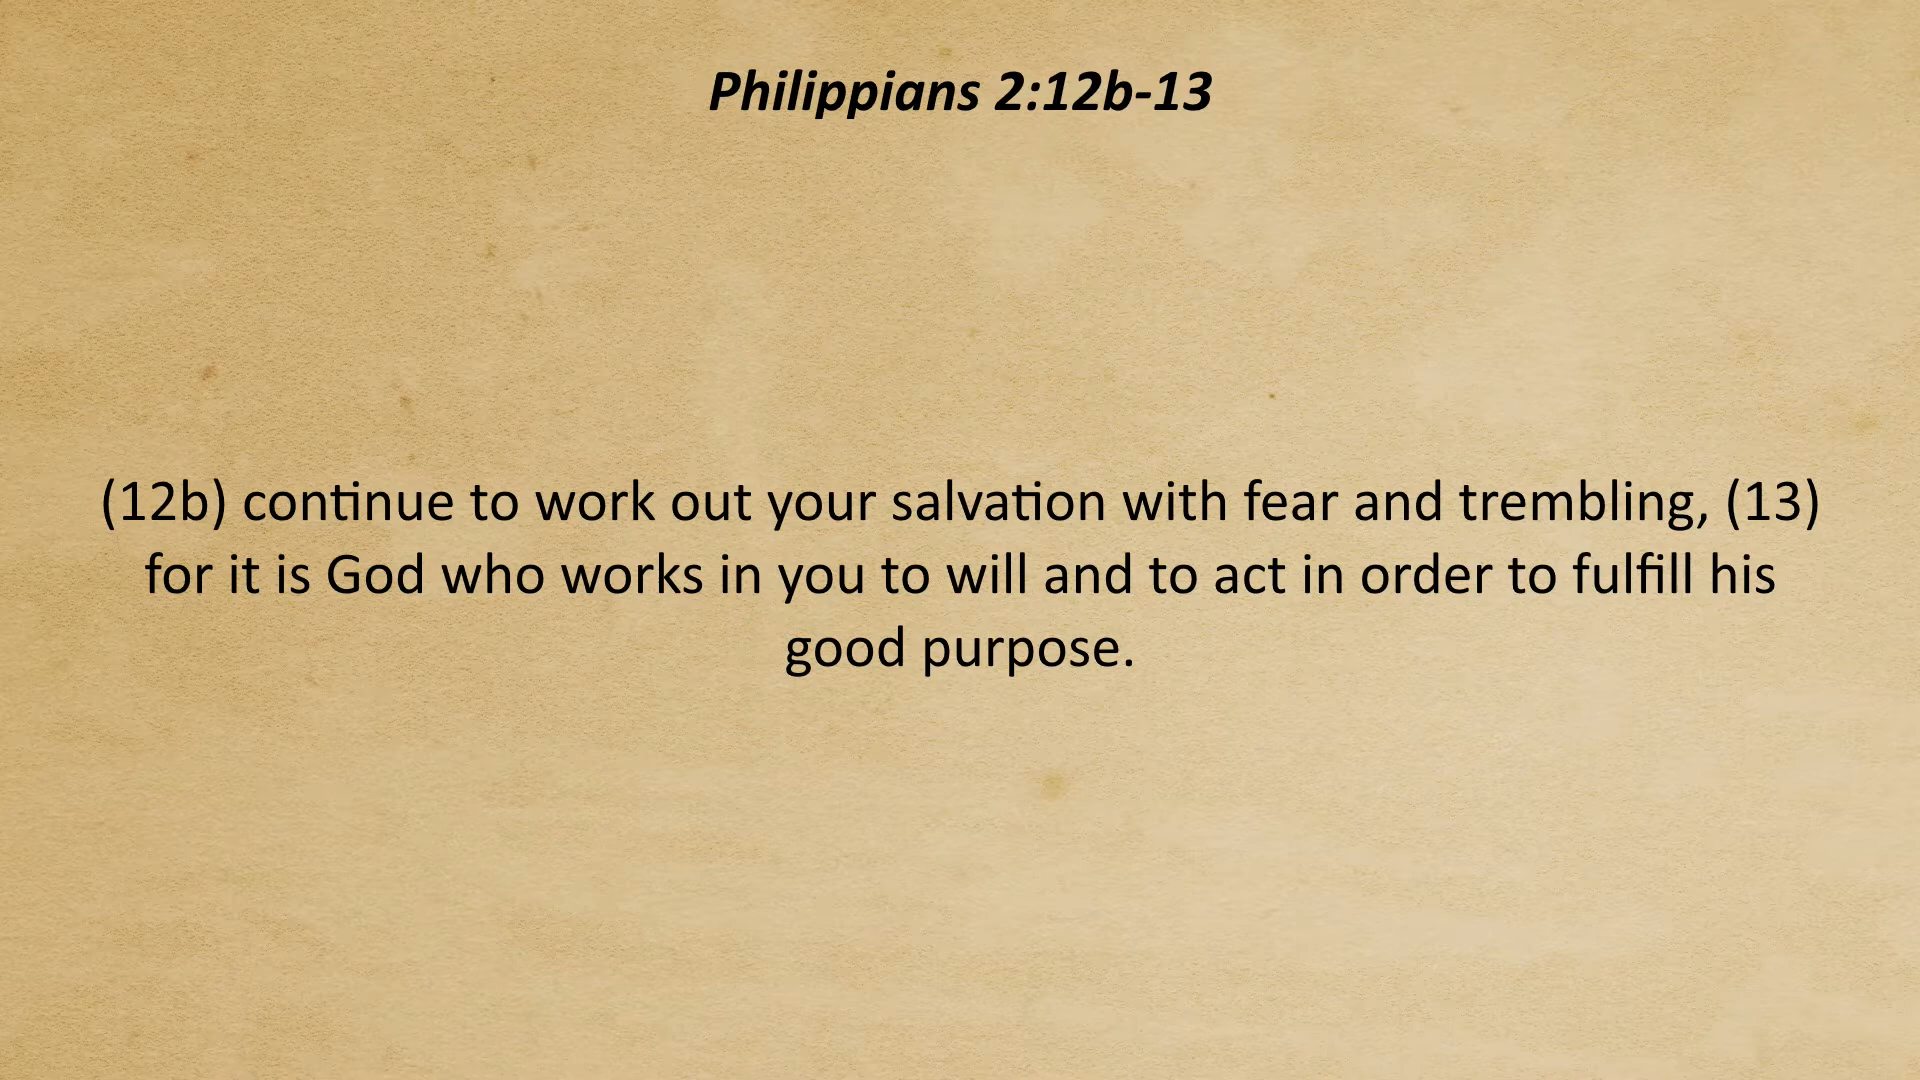 Philippians 2:12b-13
(12b) continue to work out your salvation with fear and trembling, (13)
for it is God who works in you to will and to act in order to fulfill his
good purpose.